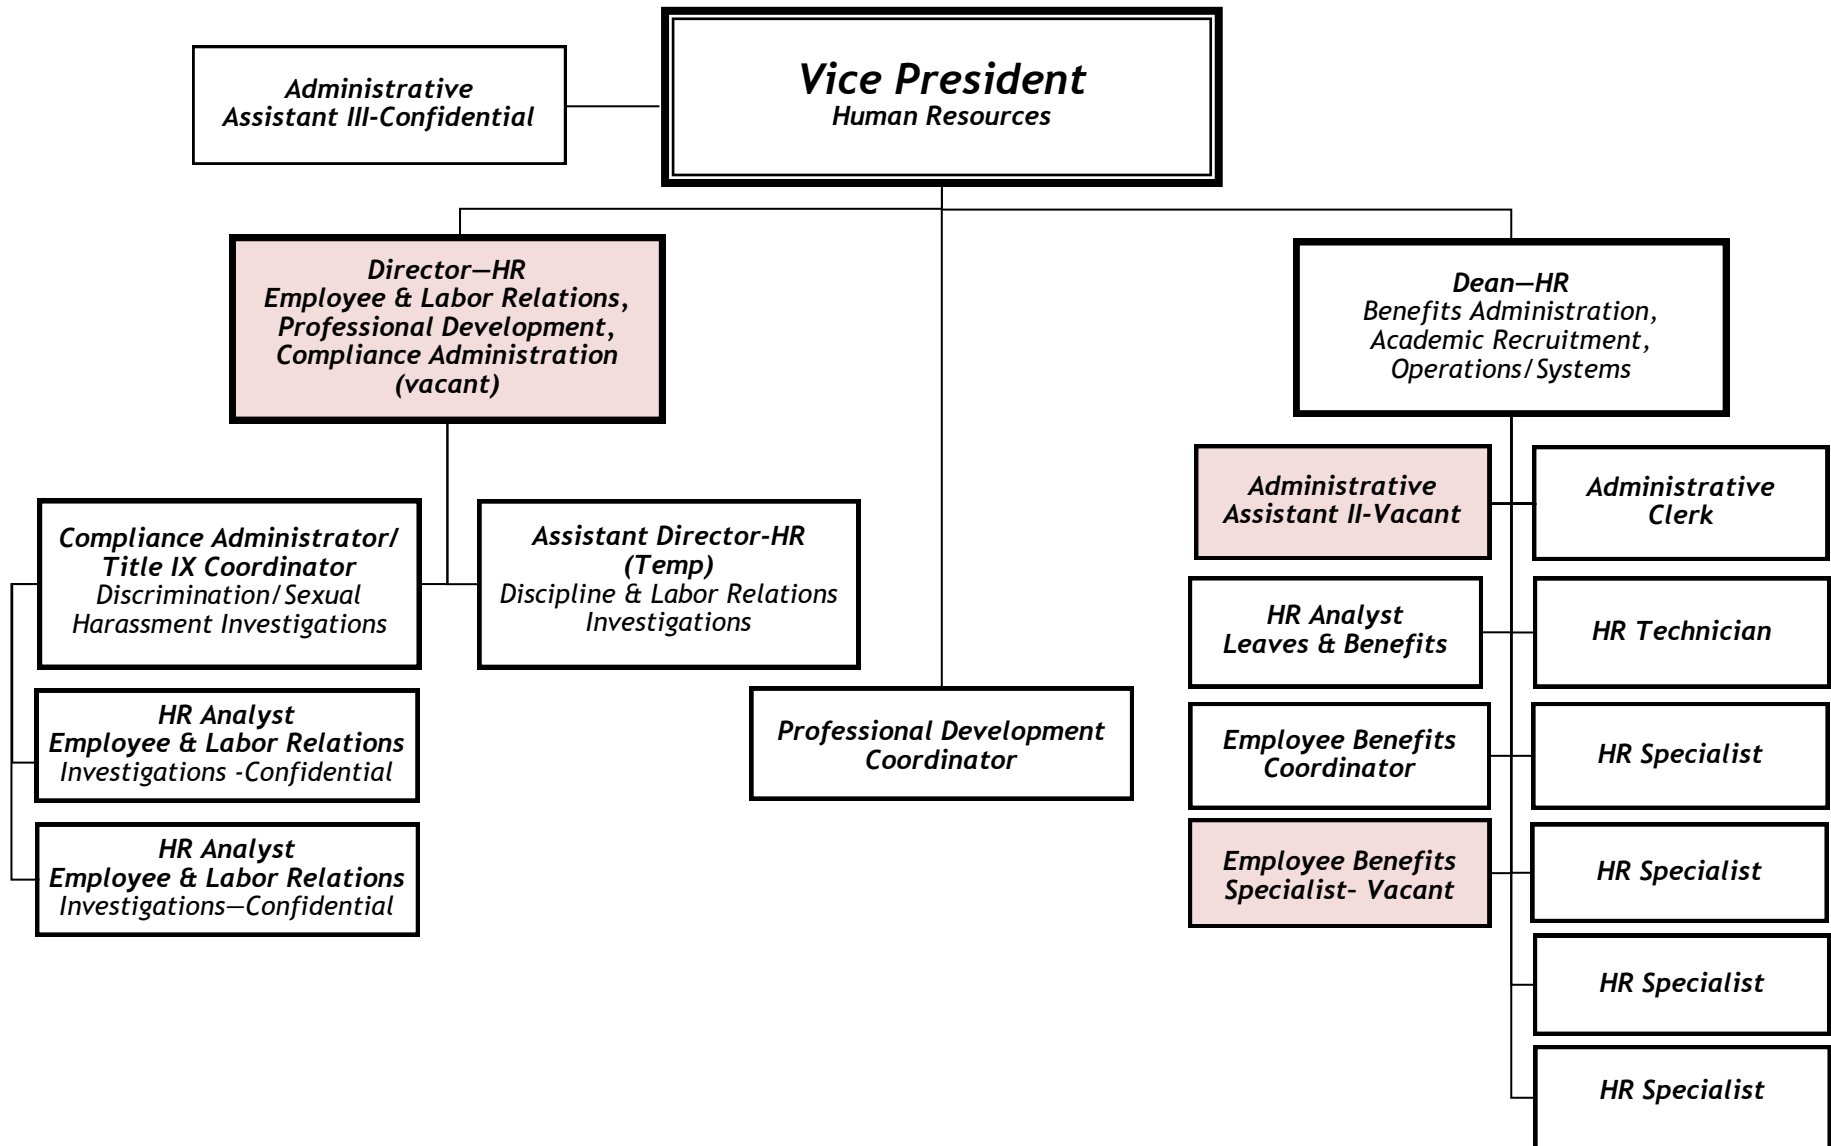 Administrative
Assistant III-Confidential
Vice President
Human Resources
Director—HR
Employee & Labor Relations,
Professional Development,
Compliance Administration
(vacant)
Dean—HR
Benefits Administration,
Academic Recruitment,
Operations/Systems
Compliance Administrator/
Title IX Coordinator
Discrimination/Sexual
Harassment Investigations
Assistant Director-HR
(Temp)
Discipline & Labor Relations
Investigations
HR Analyst
Employee & Labor Relations
Investigations -Confidential
HR Analyst
Employee & Labor Relations
Investigations—Confidential
Professional Development
Coordinator
Administrative
Assistant II-Vacant
Administrative
Clerk
HR Analyst
Leaves & Benefits
HR Technician
Employee Benefits
Coordinator
HR Specialist
Employee Benefits
Specialist– Vacant
HR Specialist
HR Specialist
HR Specialist